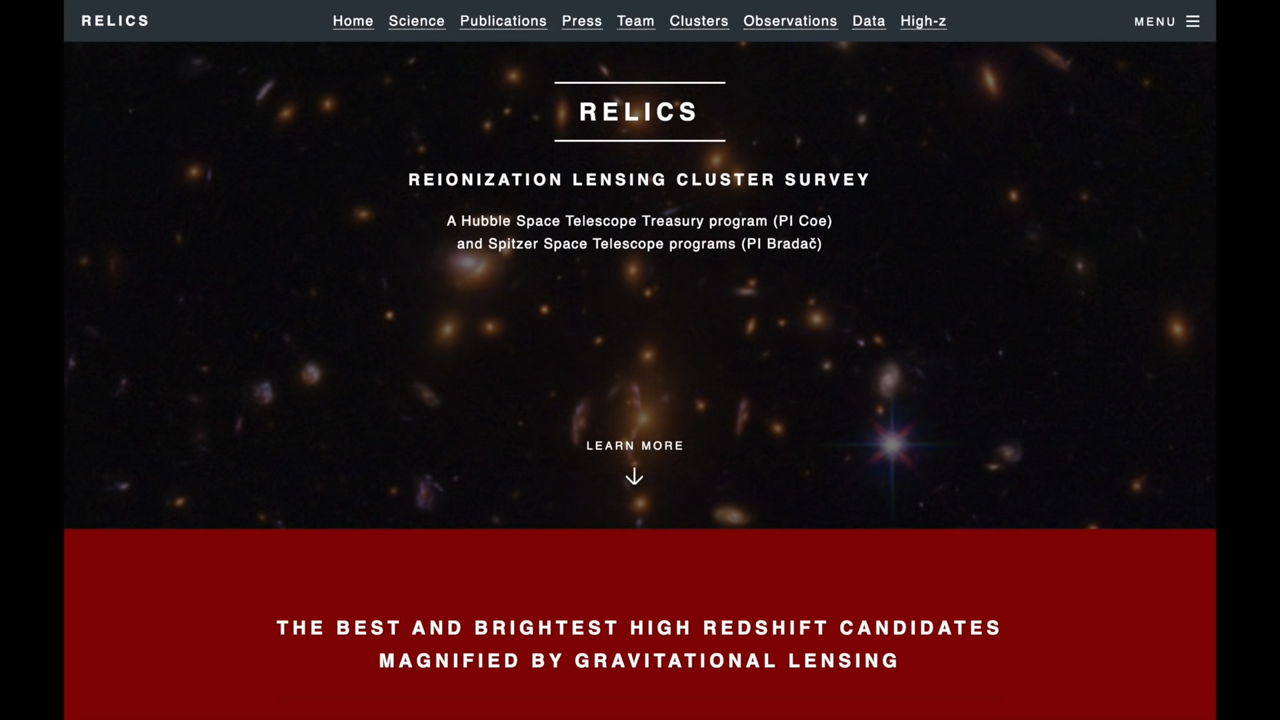 RELICS
Home Science Publications Press Team Clusters Observations Data High-z
MENU
RELICS
REIONIZATION LENSING CLUSTER SURVEY
A Hubble Space Telescope Treasury program (PI Coe)
and Spitzer Space Telescope programs (PI Bradač)
LEARN MORE
THE BEST AND BRIGHTEST HIGH REDSHIFT CANDIDATES
MAGNIFIED BY GRAVITATIONAL LENSING